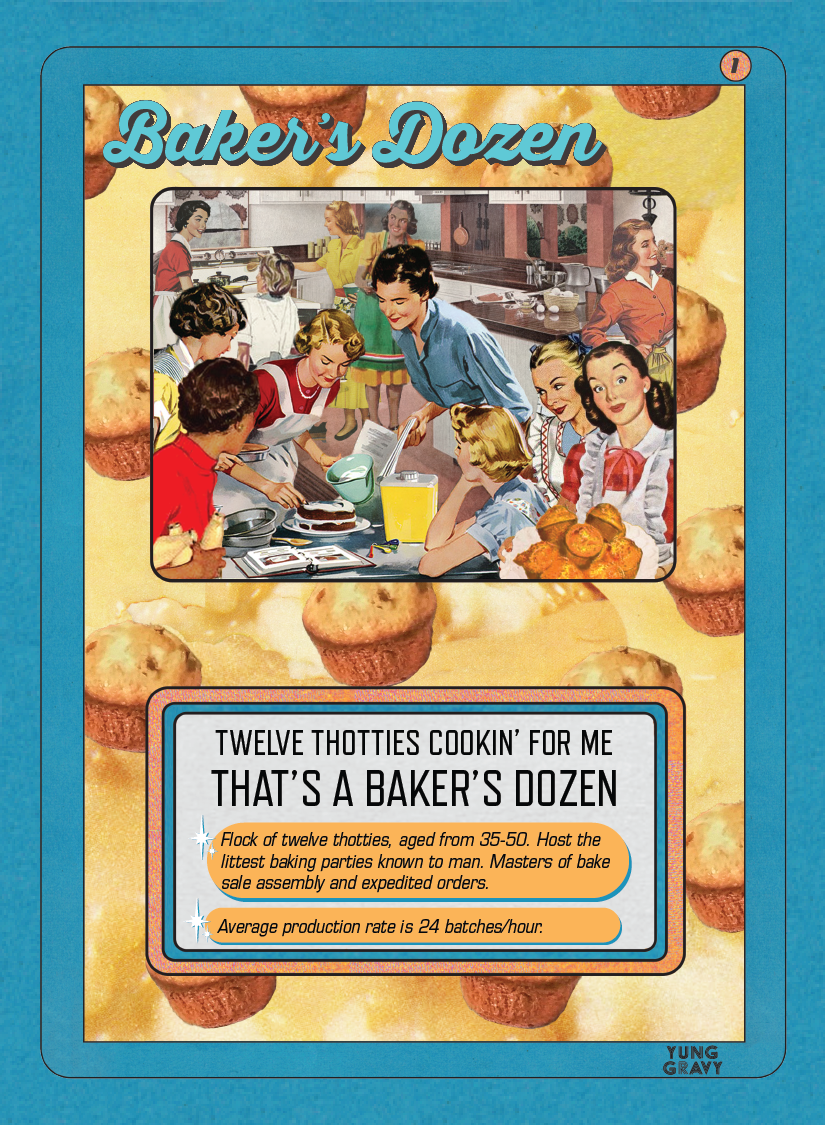 1
Baker's Dozen
TWELVE THOTTIES COOKIN' FOR ME
THAT'S A BAKER'S DOZEN
Flock of twelve thotties, aged from 35-50. Host the
littest baking parties known to man. Masters of bake
sale assembly and expedited orders.
Average production rate is 24 batches/hour.
YUNG
GRAVY